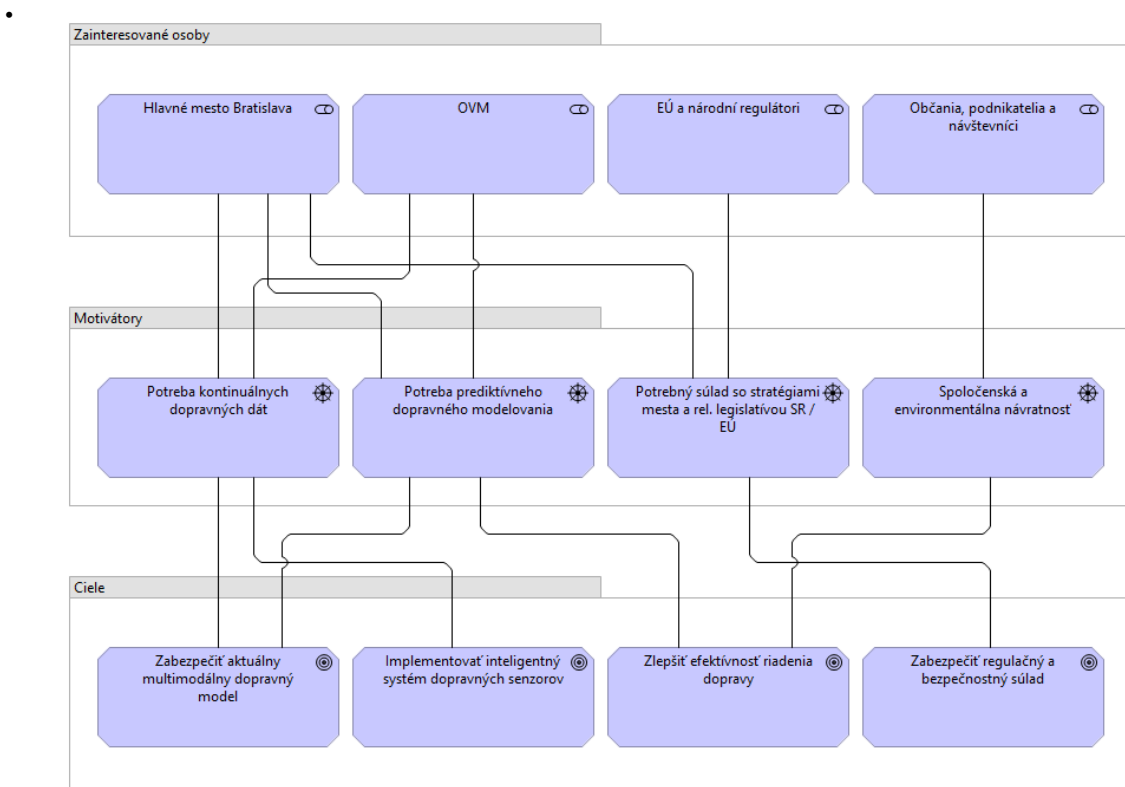 Zainteresované osoby
Hlavné mesto Bratislava
OVM
EÚ a národní regulátori
Občania, podnikatelia a
návštevníci
Motivátory
Potreba kontinuálnych
dopravných dát
Potreba prediktívneho
dopravného modelovania
Potrebný súlad so stratégiami
mesta a rel. legislatívou SR /
EÚ
Spoločenská a
environmentálna návratnosť
Ciele
Zabezpečiť aktuálny
multimodálny dopravný
model
Implementovať inteligentný
systém dopravných senzorov
Zlepšiť efektívnosť riadenia
dopravy
Zabezpečiť regulačný a
bezpečnostný súlad